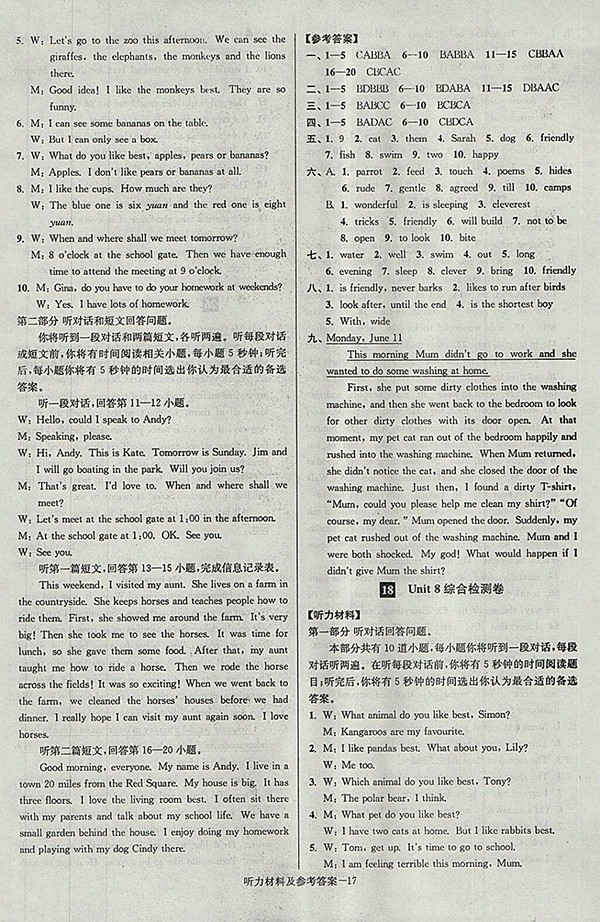 5. W: Let's go to the zoo this afternoon. We can see the
giraffes, the elephants, the monkeys and the lions
there.
M: Good idea! I like the monkeys best. They are so
funny.
6. M: I can see some bananas on the table.
W: But I can only see a box.
7. W: What do you like best, apples, pears or bananas?
M: Apples. I don't like pears or bananas at all.
8. M: I like the cups. How much are they?
W: The blue one is six yuan and the red one is eight
yuan.
9. W: When and where shall we meet tomorrow?
M: 8 o'clock at the school gate. Then we have enough
time to attend the meeting at 9 o'clock.
10. M: Gina, do you have to do your homework at weekends?
W: Yes. I have lots of homework.
第二部分 听对话和短文回答问题。
你将听到一段对话和两篇短文,各听两遍。听每段对话
或短文前,你将有时间阅读相关小题,每小题 5 秒钟;听完
后,每小题你将有 5 秒钟的时间选出你认为最合适的备选
答案。
听一段对话,回答第 11—12 小题。
W: Hello, could I speak to Andy?
M: Speaking, please.
W: Hi, Andy. This is Kate. Tomorrow is Sunday. Jim and
I will go boating in the park. Will you join us?
M: That's great. I'd love to. When and where shall we
meet?
W: Let's meet at the school gate at 1:00 in the afternoon.
M: At the school gate at 1:00. OK. See you.
W: See you.
听第一篇短文,回答第 13—15 小题,完成信息记录表。
This weekend, I visited my aunt. She lives on a farm in
the countryside. She keeps horses and teaches people how to
ride them. First, she showed me around the farm. It's very
big! Then she took me to see the horses. It was time for
lunch, so she gave them some food. After that, my aunt
taught me how to ride a horse. Then we rode the horse
across the fields! It was so exciting! When we went back to
the farm, we cleaned the horses' houses before we had
dinner. I really hope I can visit my aunt again soon. I love
horses.
听第二篇短文,回答第 16—20 小题。
Good morning, everyone. My name is Andy. I live in a
town 20 miles from the Red Square. My house is big. It has
three floors. I love the living room best. I often sit there
with my parents and talk about my school life. We have a
small garden behind the house. I enjoy doing my homework
and playing with my dog Cindy there.
【参考答案】
一、1—5 CABBA 6—10 BABBA 11—15 CBBAA
16—20 CBCAC
二、1—5 BDBBB 6—10 BDABA 11—15 DBAAC
三、1—5 BABCC 6—10 BCBCA
四、1—5 BADAC 6—10 CBDCA
五、1. 9 2. cat 3. them 4. Sarah 5. dog 6. friendly
7. fish 8. swim 9. two 10. happy
六、A. 1. parrot 2. feed 3. touch 4. poems 5. hides
6. rude 7. gentle 8. agreed 9. till 10. camps
B. 1. wonderful 2. is sleeping 3. cleverest
4. tricks 5. friendly 6. will build 7. not to be
8. open 9. to look 10. bite
七、1. water 2. well 3. swim 4. out 5. long
6. evening 7. sleep 8. clever 9. bring 10. friendly
八、1. is friendly, never barks 2. likes to run after birds
3. look after, until the end 4. is the shortest boy
5. With, wide
九、Monday, June 11
This morning Mum didn't go to work and she
wanted to do some washing at home.
First, she put some dirty clothes into the washing
machine, and then she went back to the bedroom to look
for other dirty clothes with its door open. At that
moment, my pet cat ran out of the bedroom happily and
rushed into the washing machine. When Mum returned,
she didn't notice the cat, and she closed the door of the
washing machine. Just then, I found a dirty T-shirt,
"Mum, could you please help me clean my shirt?" "Of
course, my dear." Mum opened the door. Suddenly, my
pet cat rushed out of the washing machine. Mum and I
were both shocked. My god! What would happen if I
didn't give Mum the shirt?
18 Unit 8 综合检测卷
【听力材料】
第一部分 听对话回答问题。
本部分共有 10 道小题,每小题你将听到一段对话,每段
对话听两遍。在听每段对话前,你将有 5 秒钟的时间阅读题
目;听完后,你将有 5 秒钟的时间选出你认为最合适的备选
答案。
1. W: What animal do you like best, Simon?
M: Kangaroos are my favourite.
2. M: I like pandas best. What about you, Lily?
W: Me too.
3. W: Which animal do you like best, Tony?
M: The polar bear, I think.
4. M: What pet do you like best?
W: I have two cats at home. But I like rabbits best.
5. W: Tom, get up. It's time to go to school.
M: I am feeling terrible this morning, Mum.
听力材料及参考答案—17